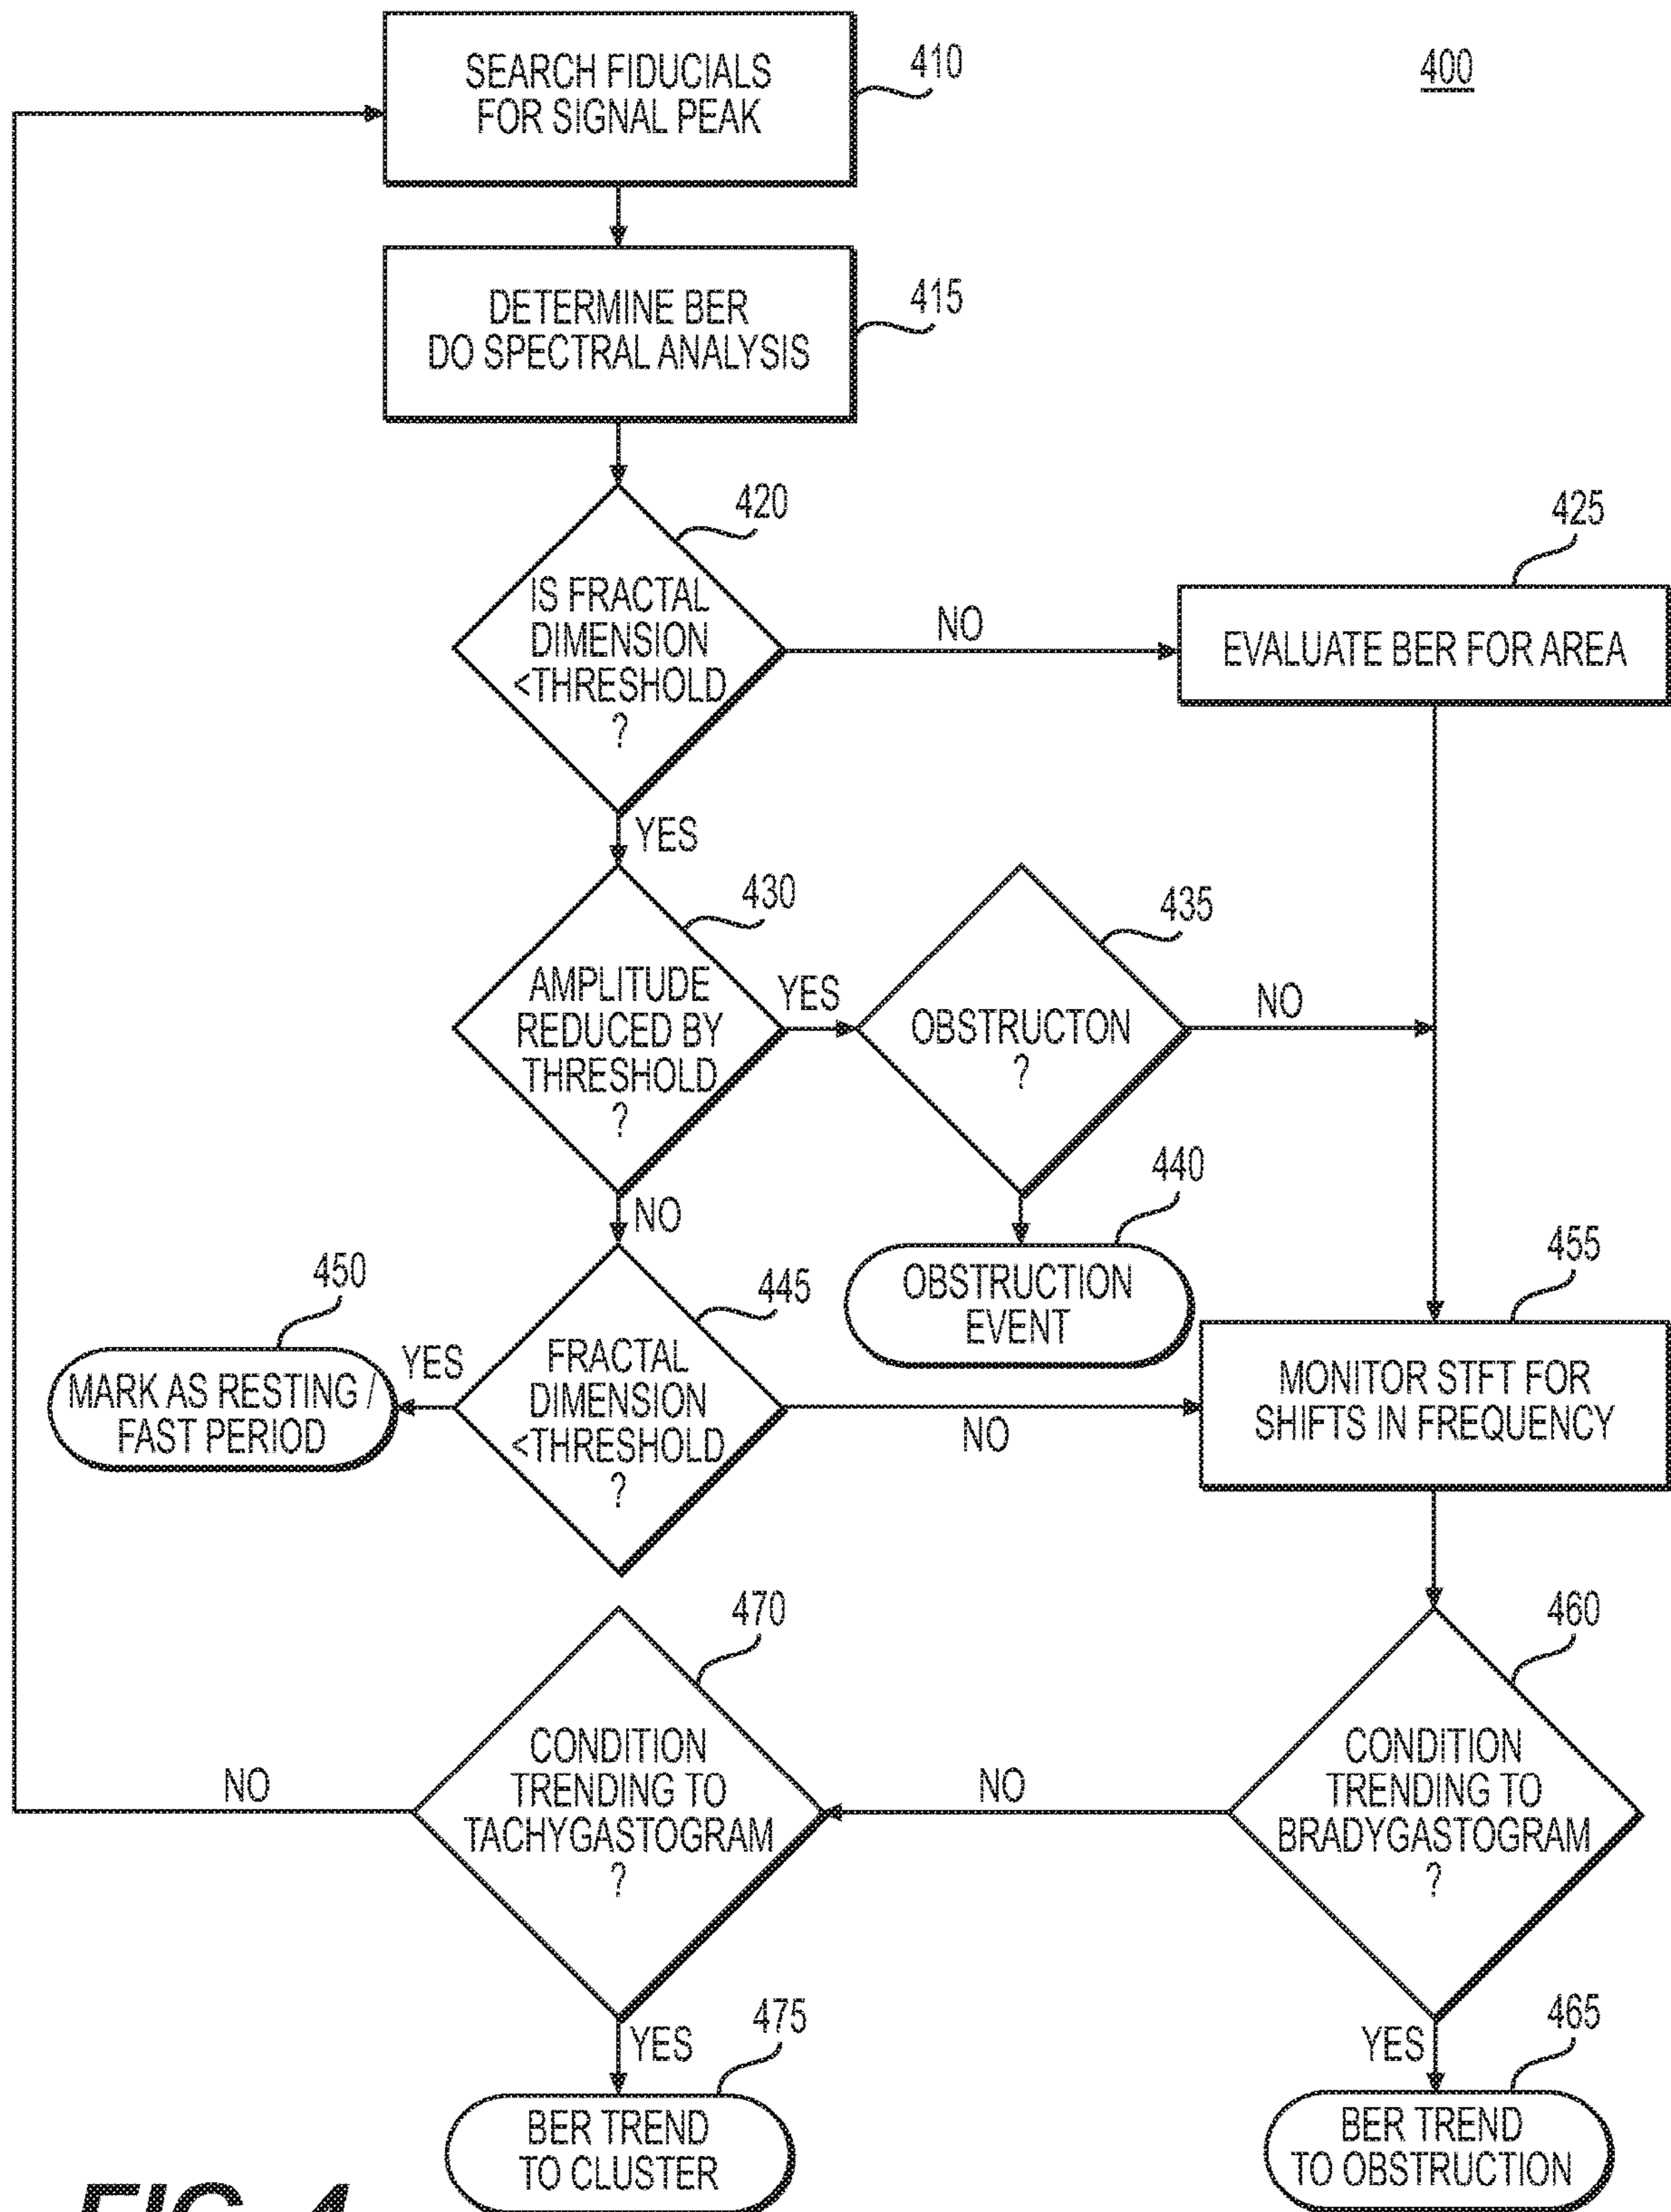 400
SEARCH FIDUCIALS
FOR SIGNAL PEAK
410
DETERMINE BER
DO SPECTRAL ANALYSIS
415
IS FRACTAL
DIMENSION
<THRESHOLD
?
420
NO
EVALUATE BER FOR AREA
425
YES
AMPLITUDE
REDUCED BY
THRESHOLD
?
430
YES
OBSTRUCTON
?
435
NO
NO
OBSTRUCTION
EVENT
440
FRACTAL
DIMENSION
<THRESHOLD
?
445
YES
MARK AS RESTING /
FAST PERIOD
450
NO
MONITOR STFT FOR
SHIFTS IN FREQUENCY
455
CONDITION
TRENDING TO
BRADYGASTOGRAM
?
460
NO
CONDITION
TRENDING TO
TACHYGASTOGRAM
?
470
NO
YES
BER TREND
TO CLUSTER
475
YES
BER TREND
TO OBSTRUCTION
465
FIG. 4